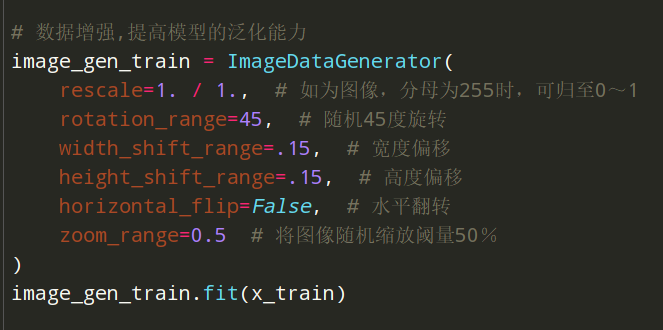 # 数据增强,提高模型的泛化能力
image_gen_train = ImageDataGenerator(
    rescale=1. / 1.,  # 如为图像，分母为255时，可归至0～1
    rotation_range=45,  # 随机45度旋转
    width_shift_range=.15,  # 宽度偏移
    height_shift_range=.15,  # 高度偏移
    horizontal_flip=False,  # 水平翻转
    zoom_range=0.5  # 将图像随机缩放阈量50％
)
image_gen_train.fit(x_train)